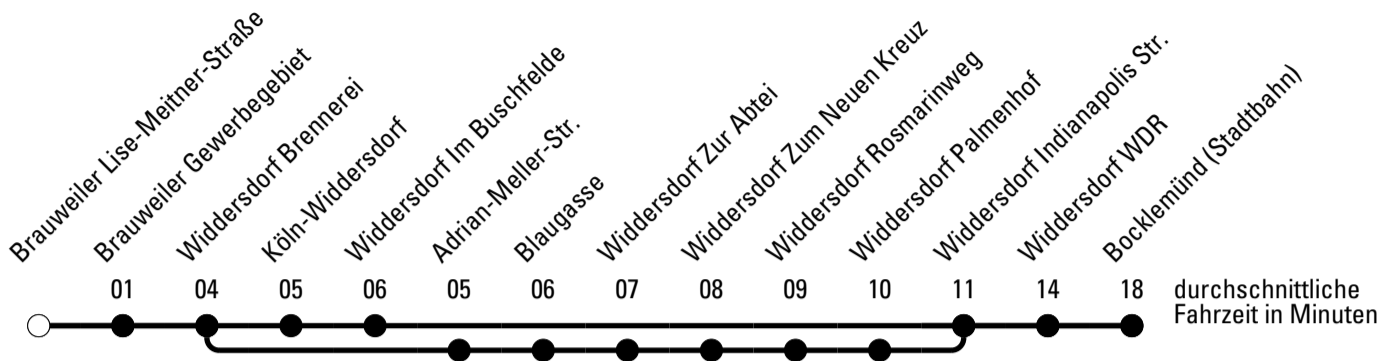 Brauweiler Lise-Meitner-Straße
Brauweiler Gewerbegebiet
Widdersdorf Brennerei
Köln-Widdersdorf
Widdersdorf Im Buschfelde
Adrian-Meller-Str.
Blaugasse
Widdersdorf Zur Abtei
Widdersdorf Zum Neuen Kreuz
Widdersdorf Rosmarinweg
Widdersdorf Palmenhof
Widdersdorf Indianapolis Str.
Widdersdorf WDR
Bocklemünd (Stadtbahn)
01 04 05 06 05 06 07 08 09 10 11 14 18
durchschnittliche
Fahrzeit in Minuten